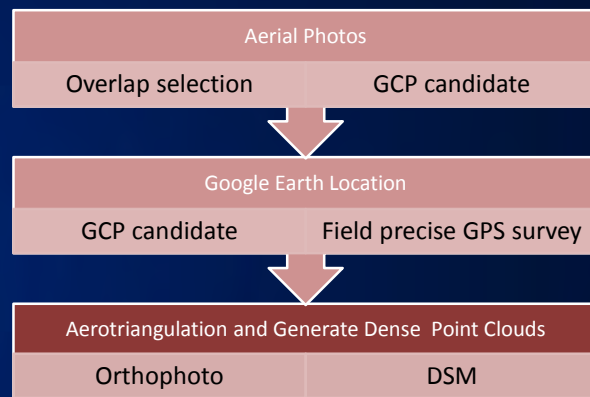 Aerial Photos
Overlap selection GCP candidate
Google Earth Location
GCP candidate Field precise GPS survey
Aerotriangulation and Generate Dense Point Clouds
Orthophoto DSM